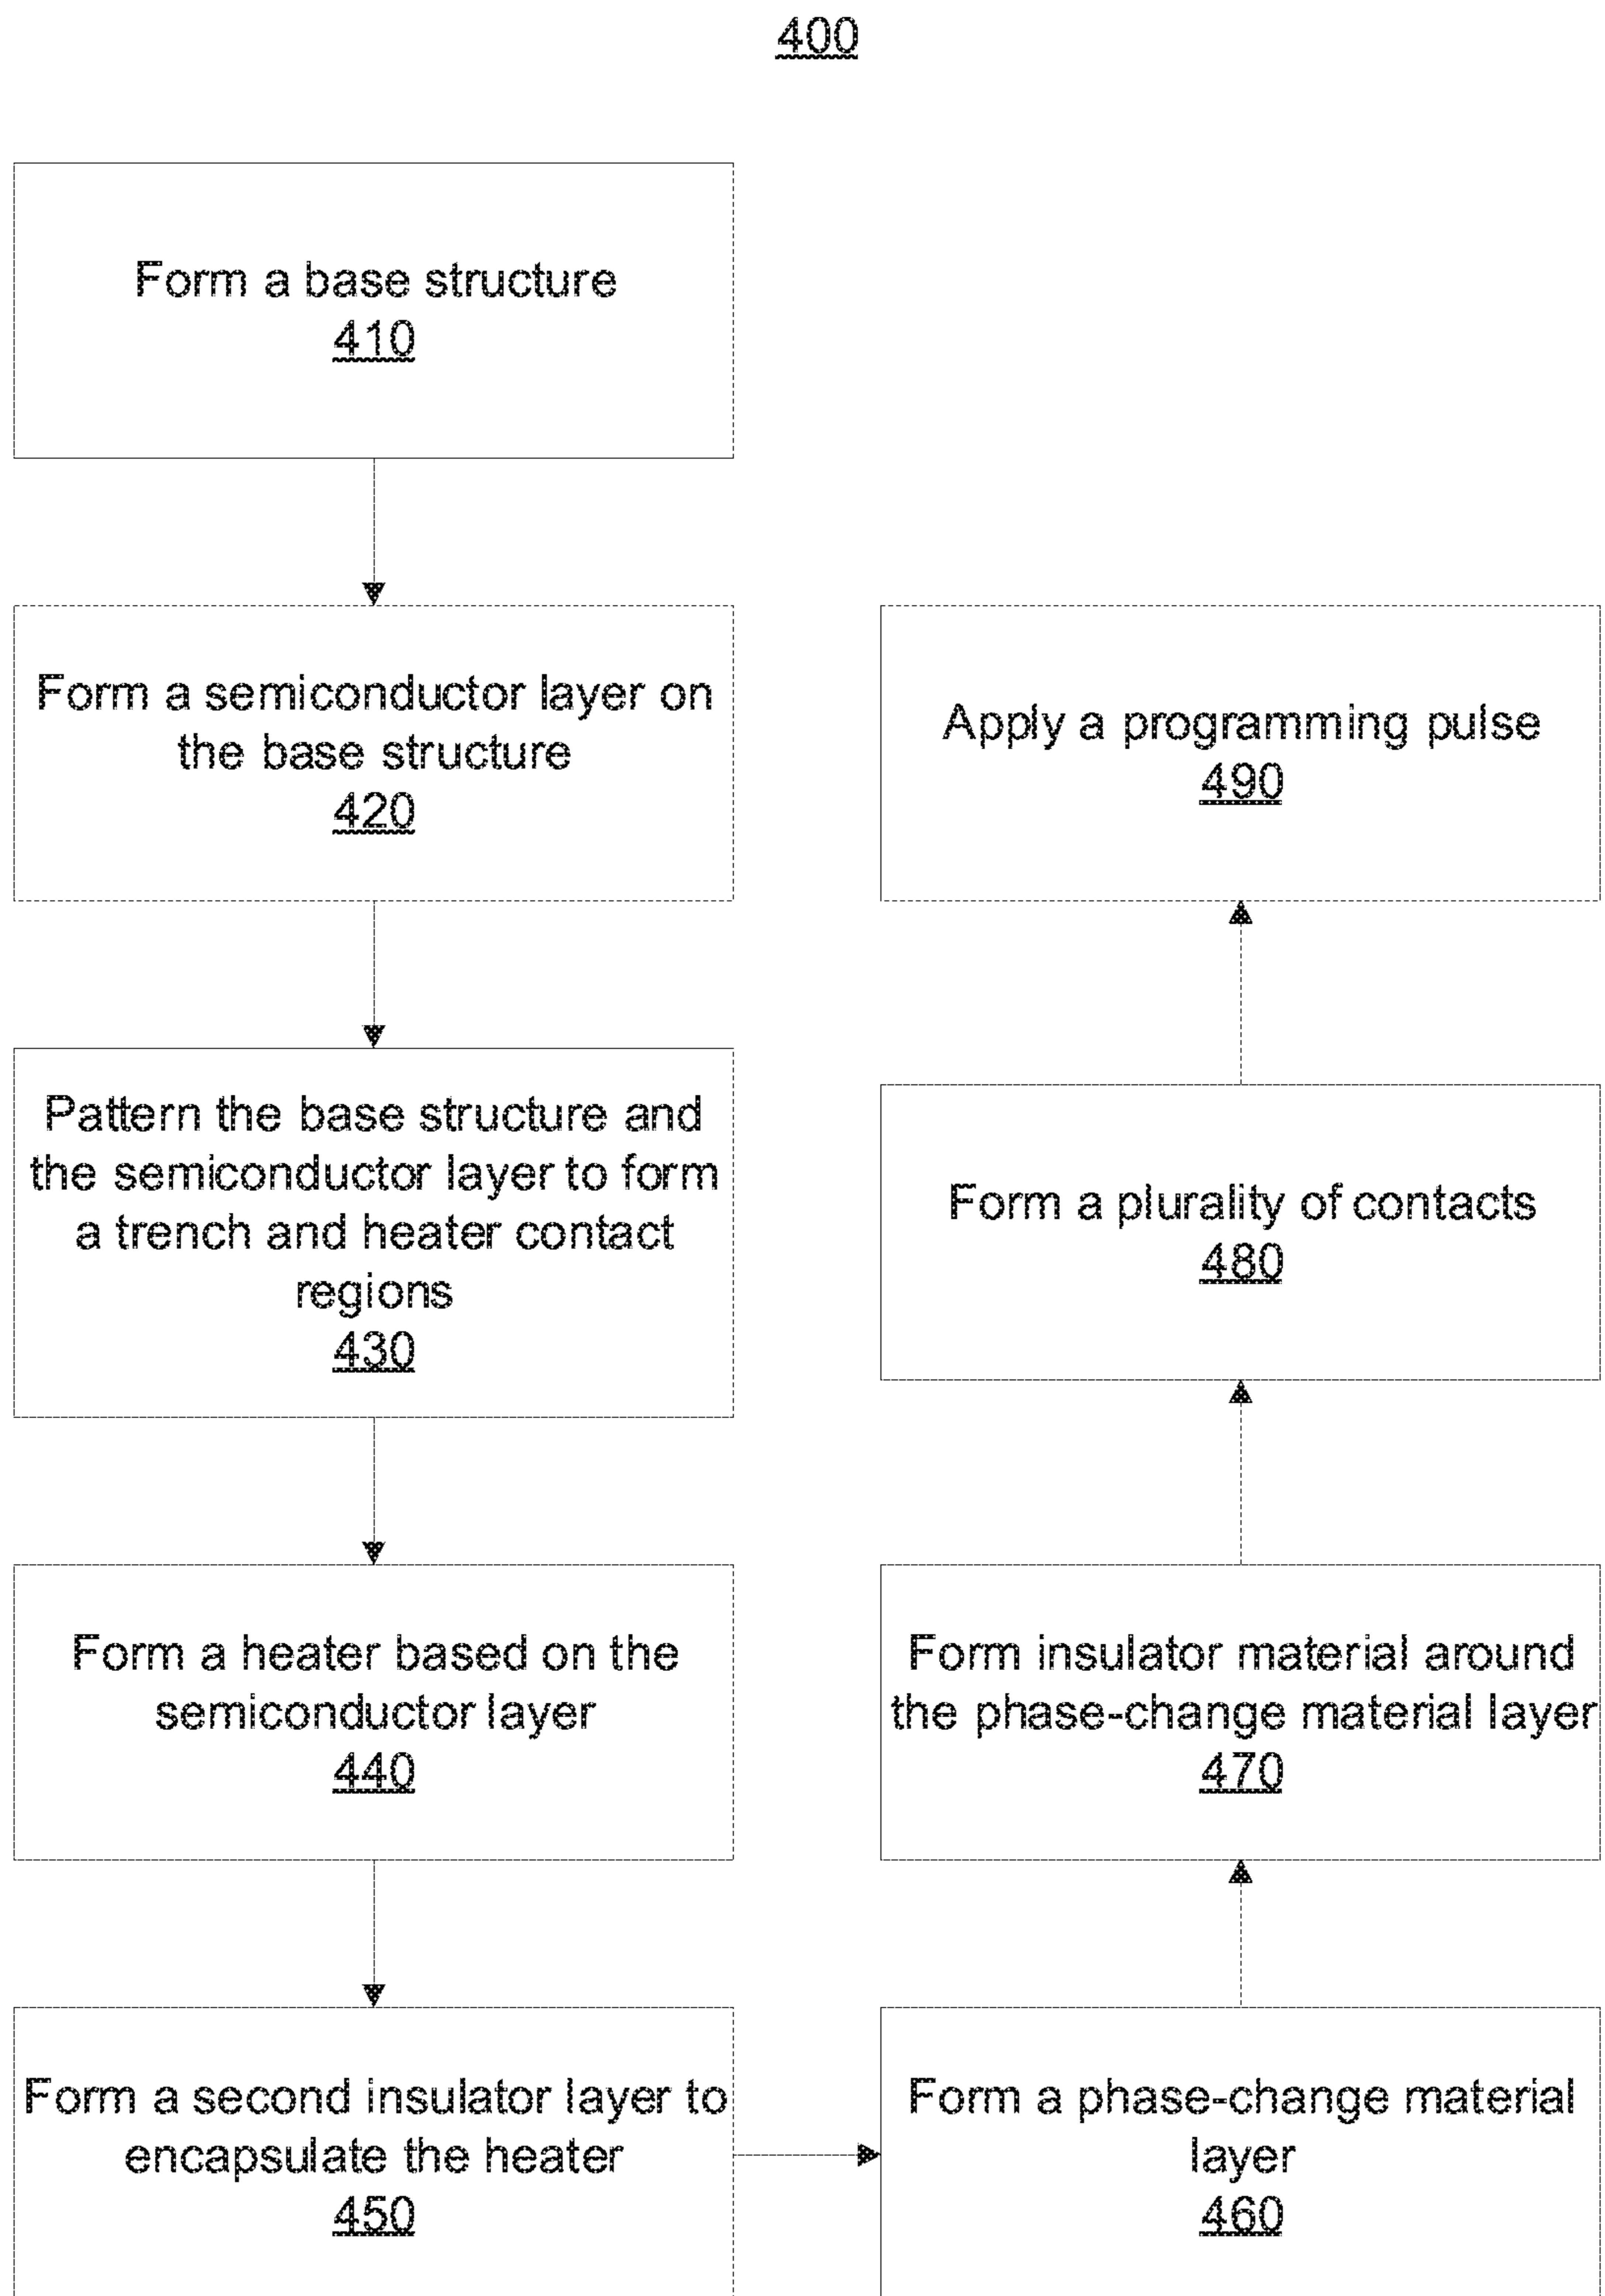 400
Form a base structure
410
Form a semiconductor layer on
the base structure
420
Pattern the base structure and
the semiconductor layer to form
a trench and heater contact
regions
430
Form a heater based on the
semiconductor layer
440
Form a second insulator layer to
encapsulate the heater
450
Form a phase-change material
layer
460
Form insulator material around
the phase-change material layer
470
Form a plurality of contacts
480
Apply a programming pulse
490